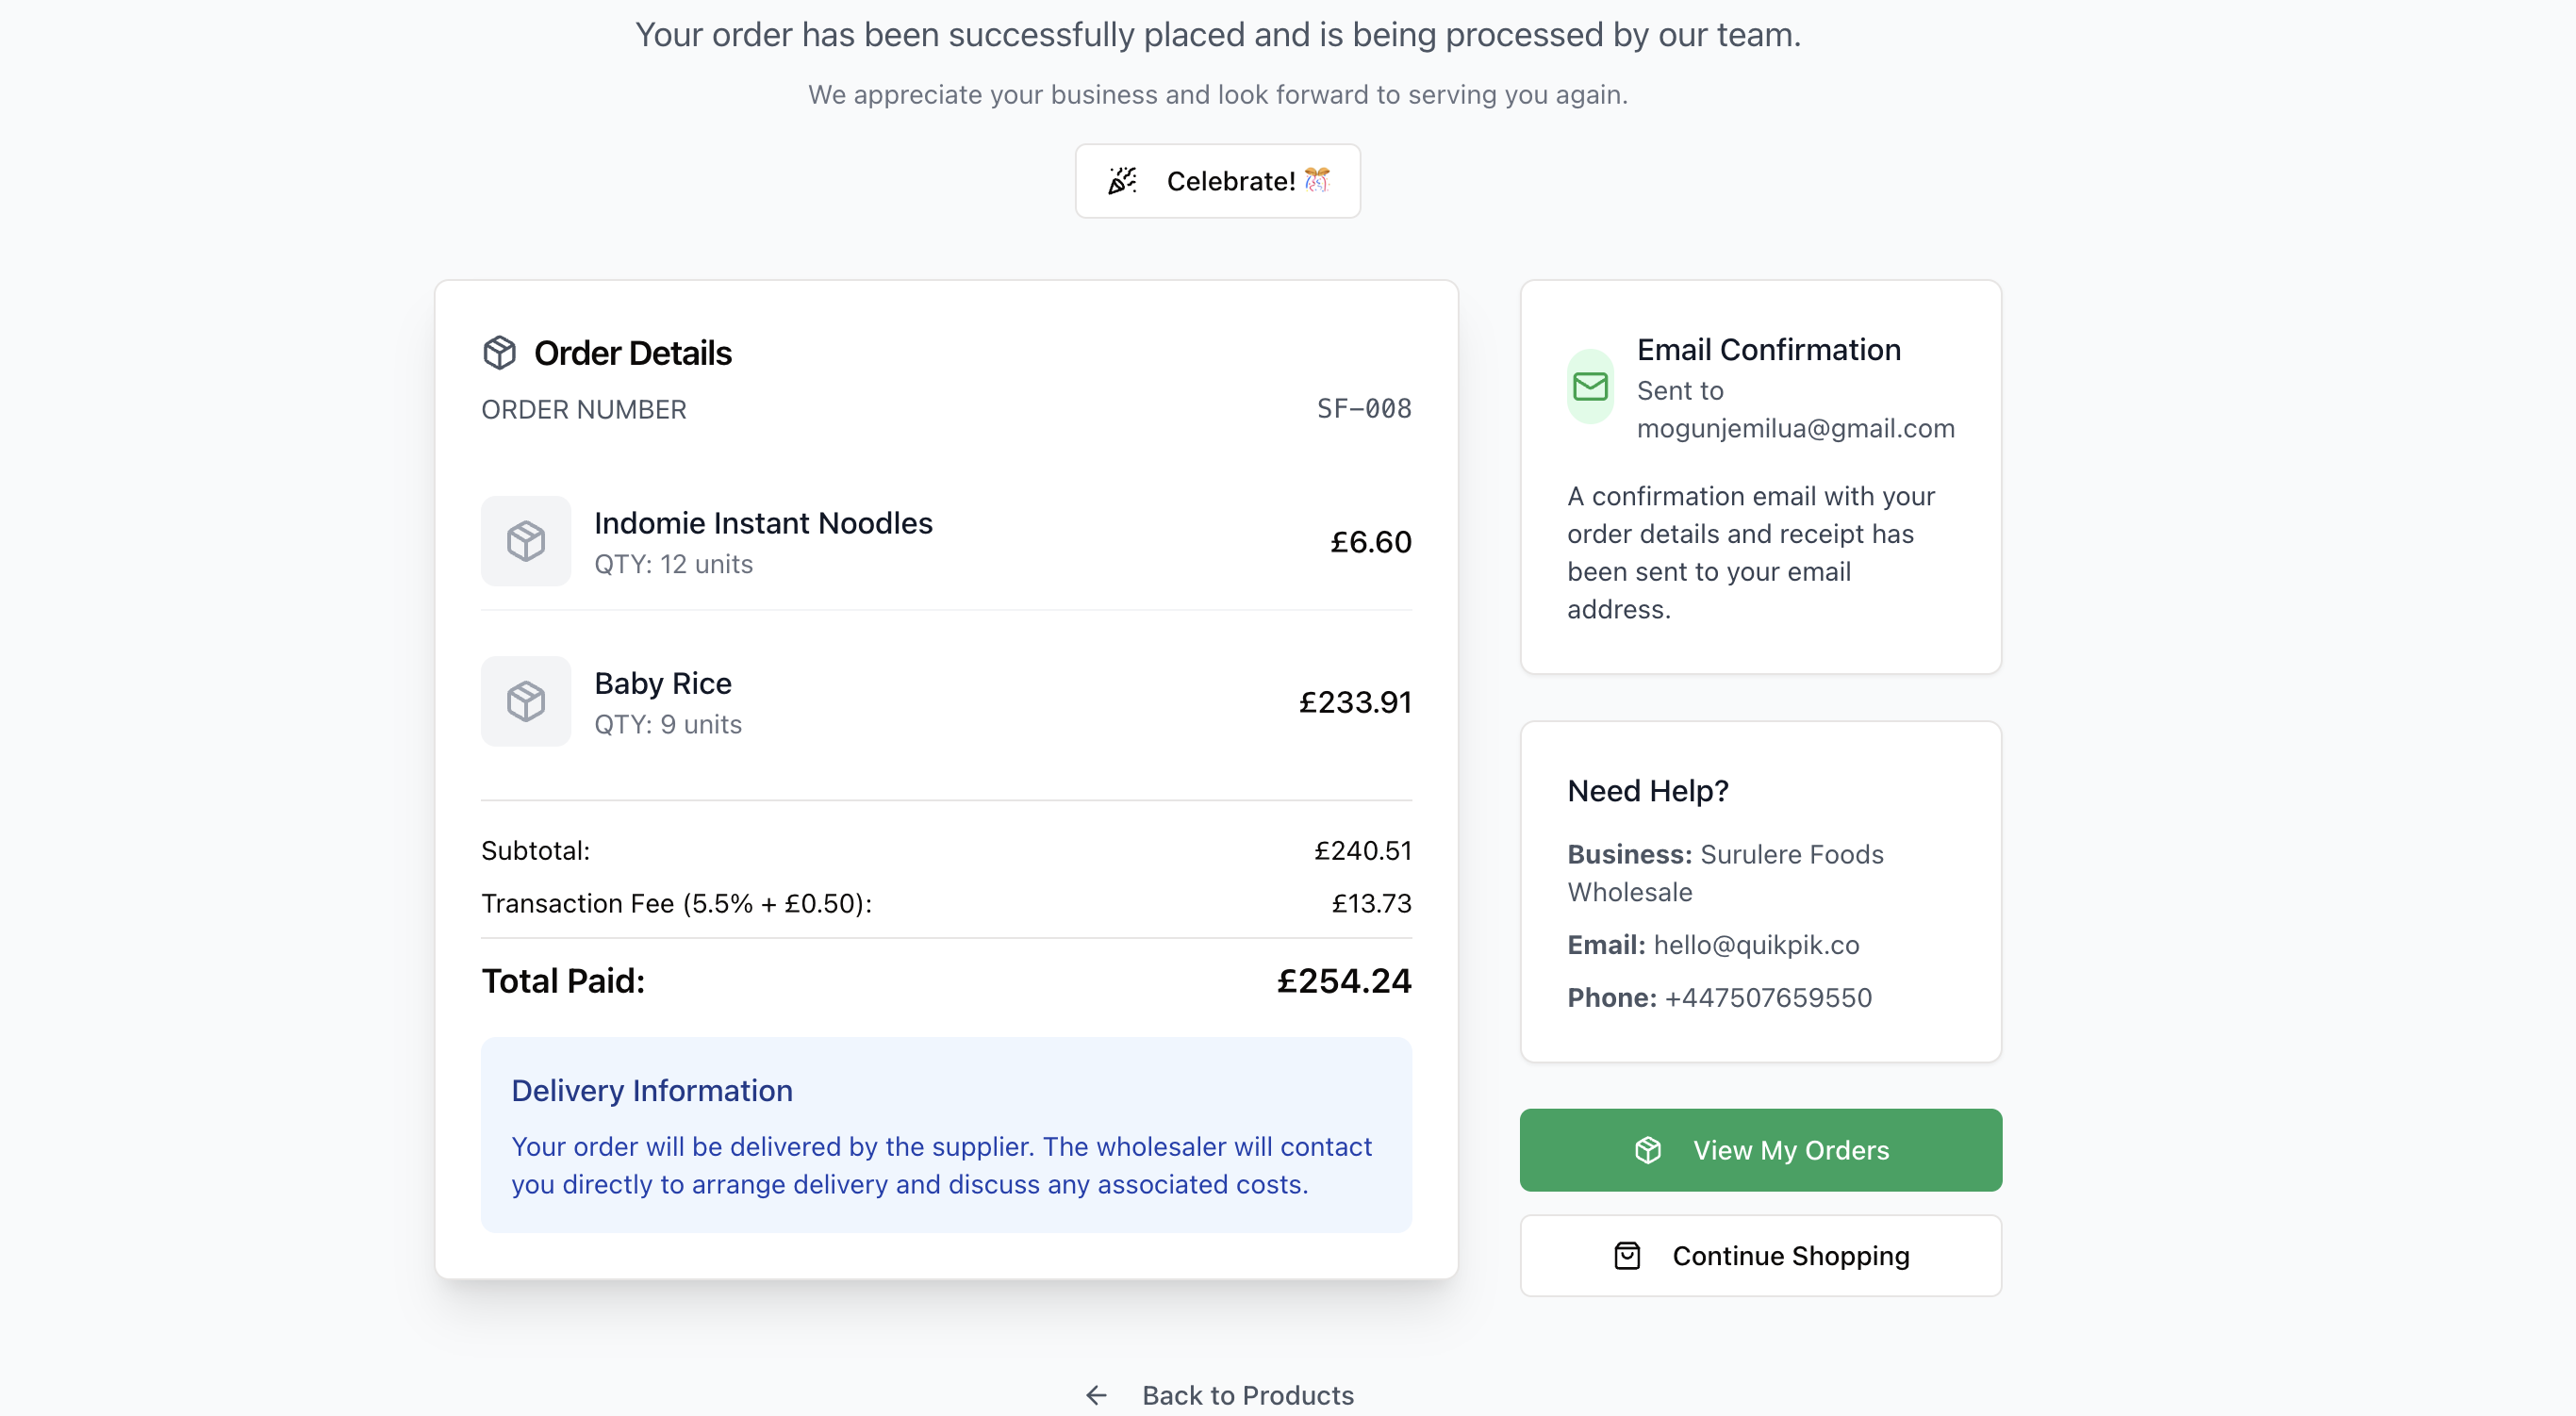 Your order has been successfully placed and is being processed by our team.
We appreciate your business and look forward to serving you again.
Celebrate! 🎊
Order Details
ORDER NUMBER SF-008
Indomie Instant Noodles
QTY: 12 units
£6.60
Baby Rice
QTY: 9 units
£233.91
Subtotal: £240.51
Transaction Fee (5.5% + £0.50): £13.73
Total Paid: £254.24
Delivery Information
Your order will be delivered by the supplier. The wholesaler will contact
you directly to arrange delivery and discuss any associated costs.
Email Confirmation
Sent to
mogunjemilua@gmail.com
A confirmation email with your
order details and receipt has
been sent to your email
address.
Need Help?
Business: Surulere Foods
Wholesale
Email: hello@quikpik.co
Phone: +447507659550
View My Orders
Continue Shopping
Back to Products